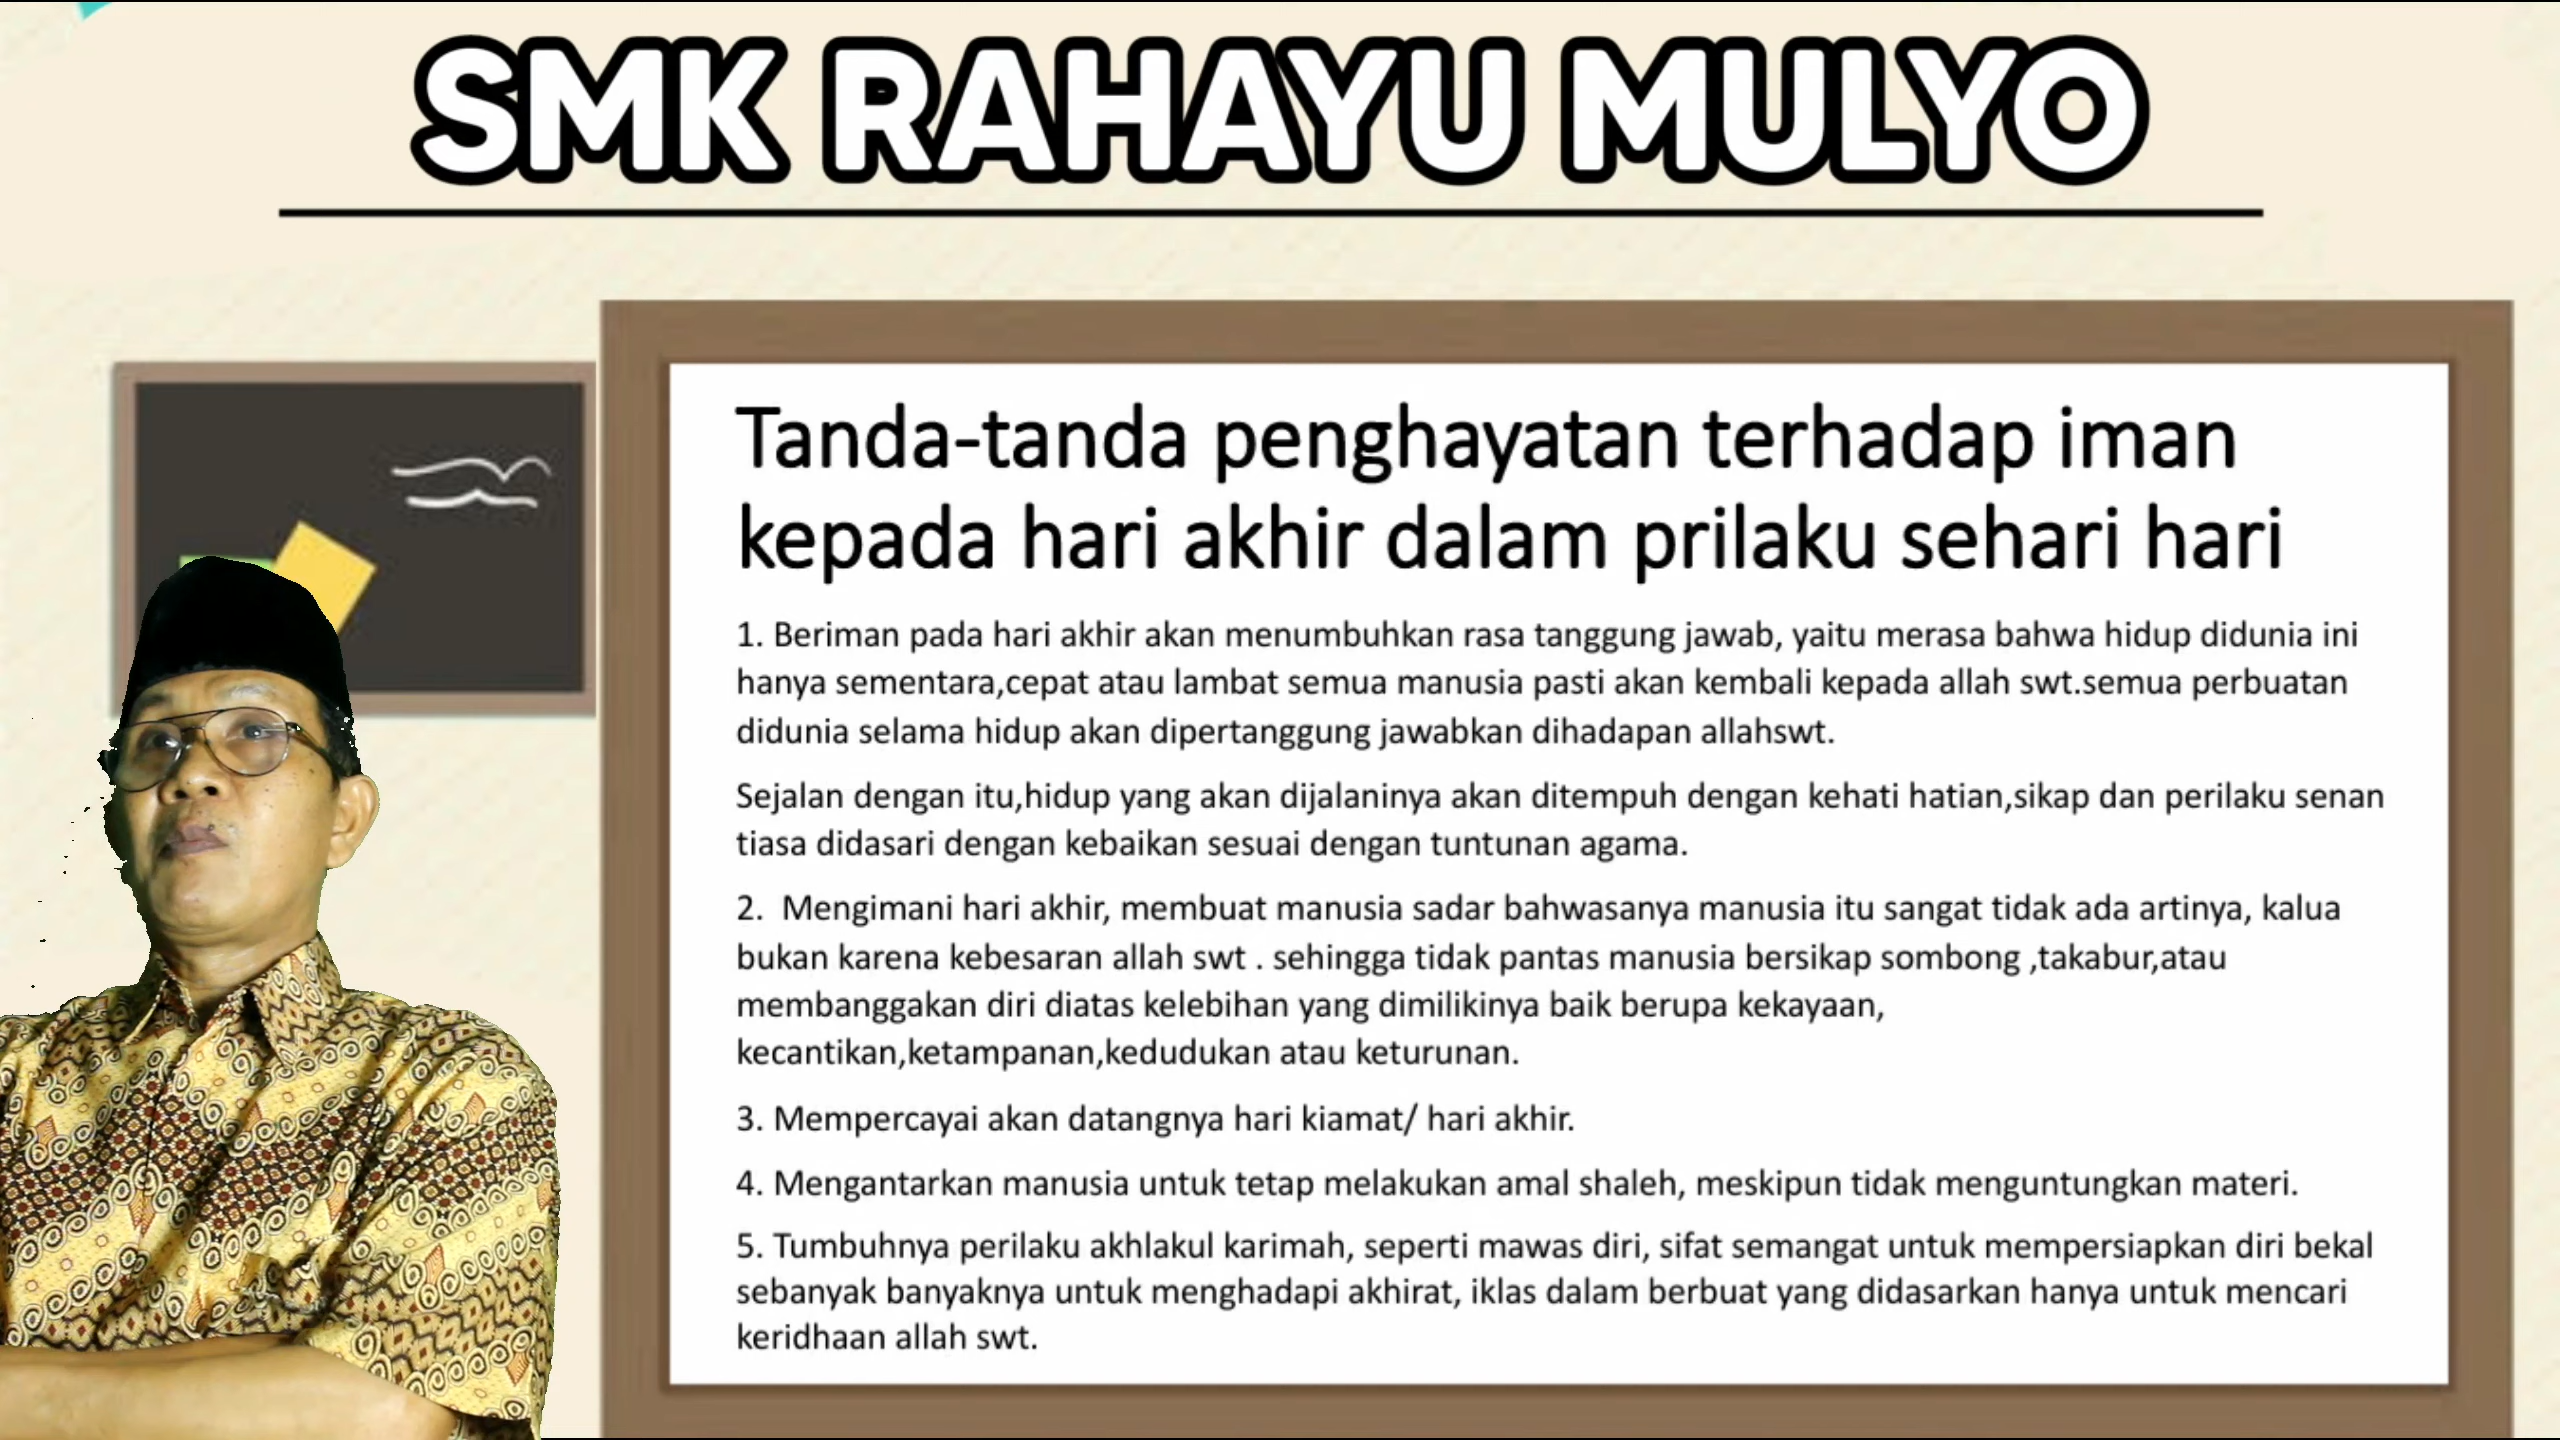 SMK RAHAYU MULYO
Tanda-tanda penghayatan terhadap iman
kepada hari akhir dalam prilaku sehari hari
1. Beriman pada hari akhir akan menumbuhkan rasa tanggung jawab, yaitu merasa bahwa hidup didunia ini
hanya sementara,cepat atau lambat semua manusia pasti akan kembali kepada allah swt.semua perbuatan
didunia selama hidup akan dipertanggung jawabkan dihadapan allahswt.
Sejalan dengan itu,hidup yang akan dijalaninya akan ditempuh dengan kehati hatian,sikap dan perilaku senan
tiasa didasari dengan kebaikan sesuai dengan tuntunan agama.
2.  Mengimani hari akhir, membuat manusia sadar bahwasanya manusia itu sangat tidak ada artinya, kalua
bukan karena kebesaran allah swt . sehingga tidak pantas manusia bersikap sombong ,takabur,atau
membanggakan diri diatas kelebihan yang dimilikinya baik berupa kekayaan,
kecantikan,ketampanan,kedudukan atau keturunan.
3. Mempercayai akan datangnya hari kiamat/ hari akhir.
4. Mengantarkan manusia untuk tetap melakukan amal shaleh, meskipun tidak menguntungkan materi.
5. Tumbuhnya perilaku akhlakul karimah, seperti mawas diri, sifat semangat untuk mempersiapkan diri bekal
sebanyak banyaknya untuk menghadapi akhirat, iklas dalam berbuat yang didasarkan hanya untuk mencari
keridhaan allah swt.